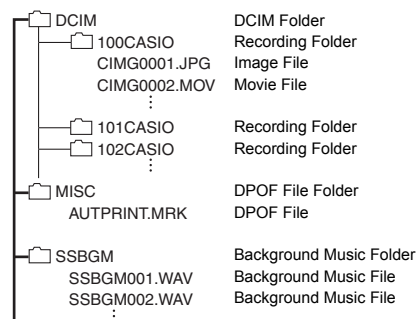 DCIM DCIM Folder
100CASIO Recording Folder
CIMG0001.JPG Image File
CIMG0002.MOV Movie File
101CASIO Recording Folder
102CASIO Recording Folder
MISC DPOF File Folder
AUTPRINT.MRK DPOF File
SSBGM Background Music Folder
SSBGM001.WAV Background Music File
SSBGM002.WAV Background Music File